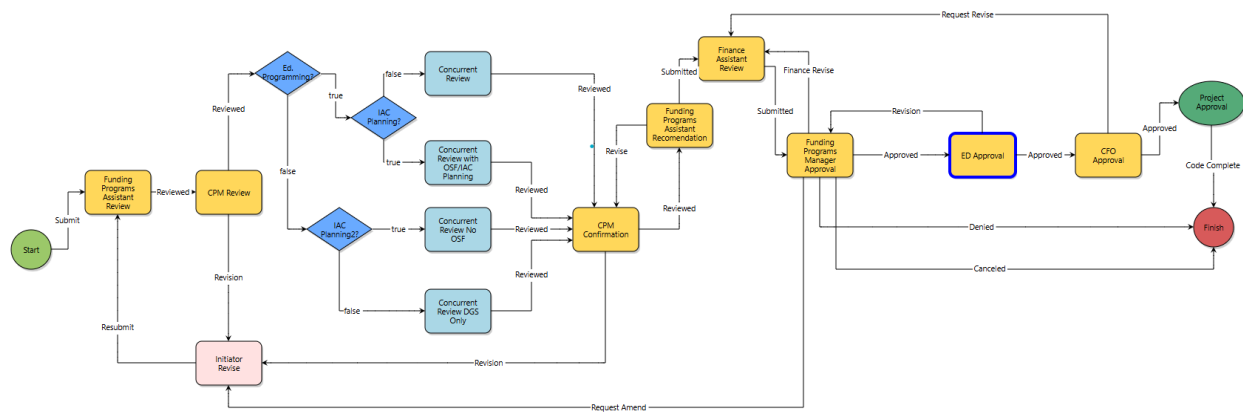 Request Revise
Ed.
Programming?
false
Concurrent
Review
Reviewed
Finance
Assistant
Review
Finance Revise
Submitted
Revision
Project
Approval
true
IAC
Planning?
Reviewed
Submitted
Funding
Programs
Assistant
Recomendation
Approved
Funding
Programs
Manager
Approval
Approved
ED Approval
Approved
CFO
Approval
Code Complete
true
Concurrent
Review with
OSF/IAC
Planning
Revise
false
Funding
Programs
Assistant
Review
Reviewed
CPM Review
Reviewed
Reviewed
Submit
Start
IAC
Planning2?
true
Concurrent
Review No
OSF
Reviewed
CPM
Confirmation
Denied
Finish
Canceled
Reviewed
Revision
false
Concurrent
Review DGS
Only
Resubmit
Initiator
Revise
Revision
Request Amend